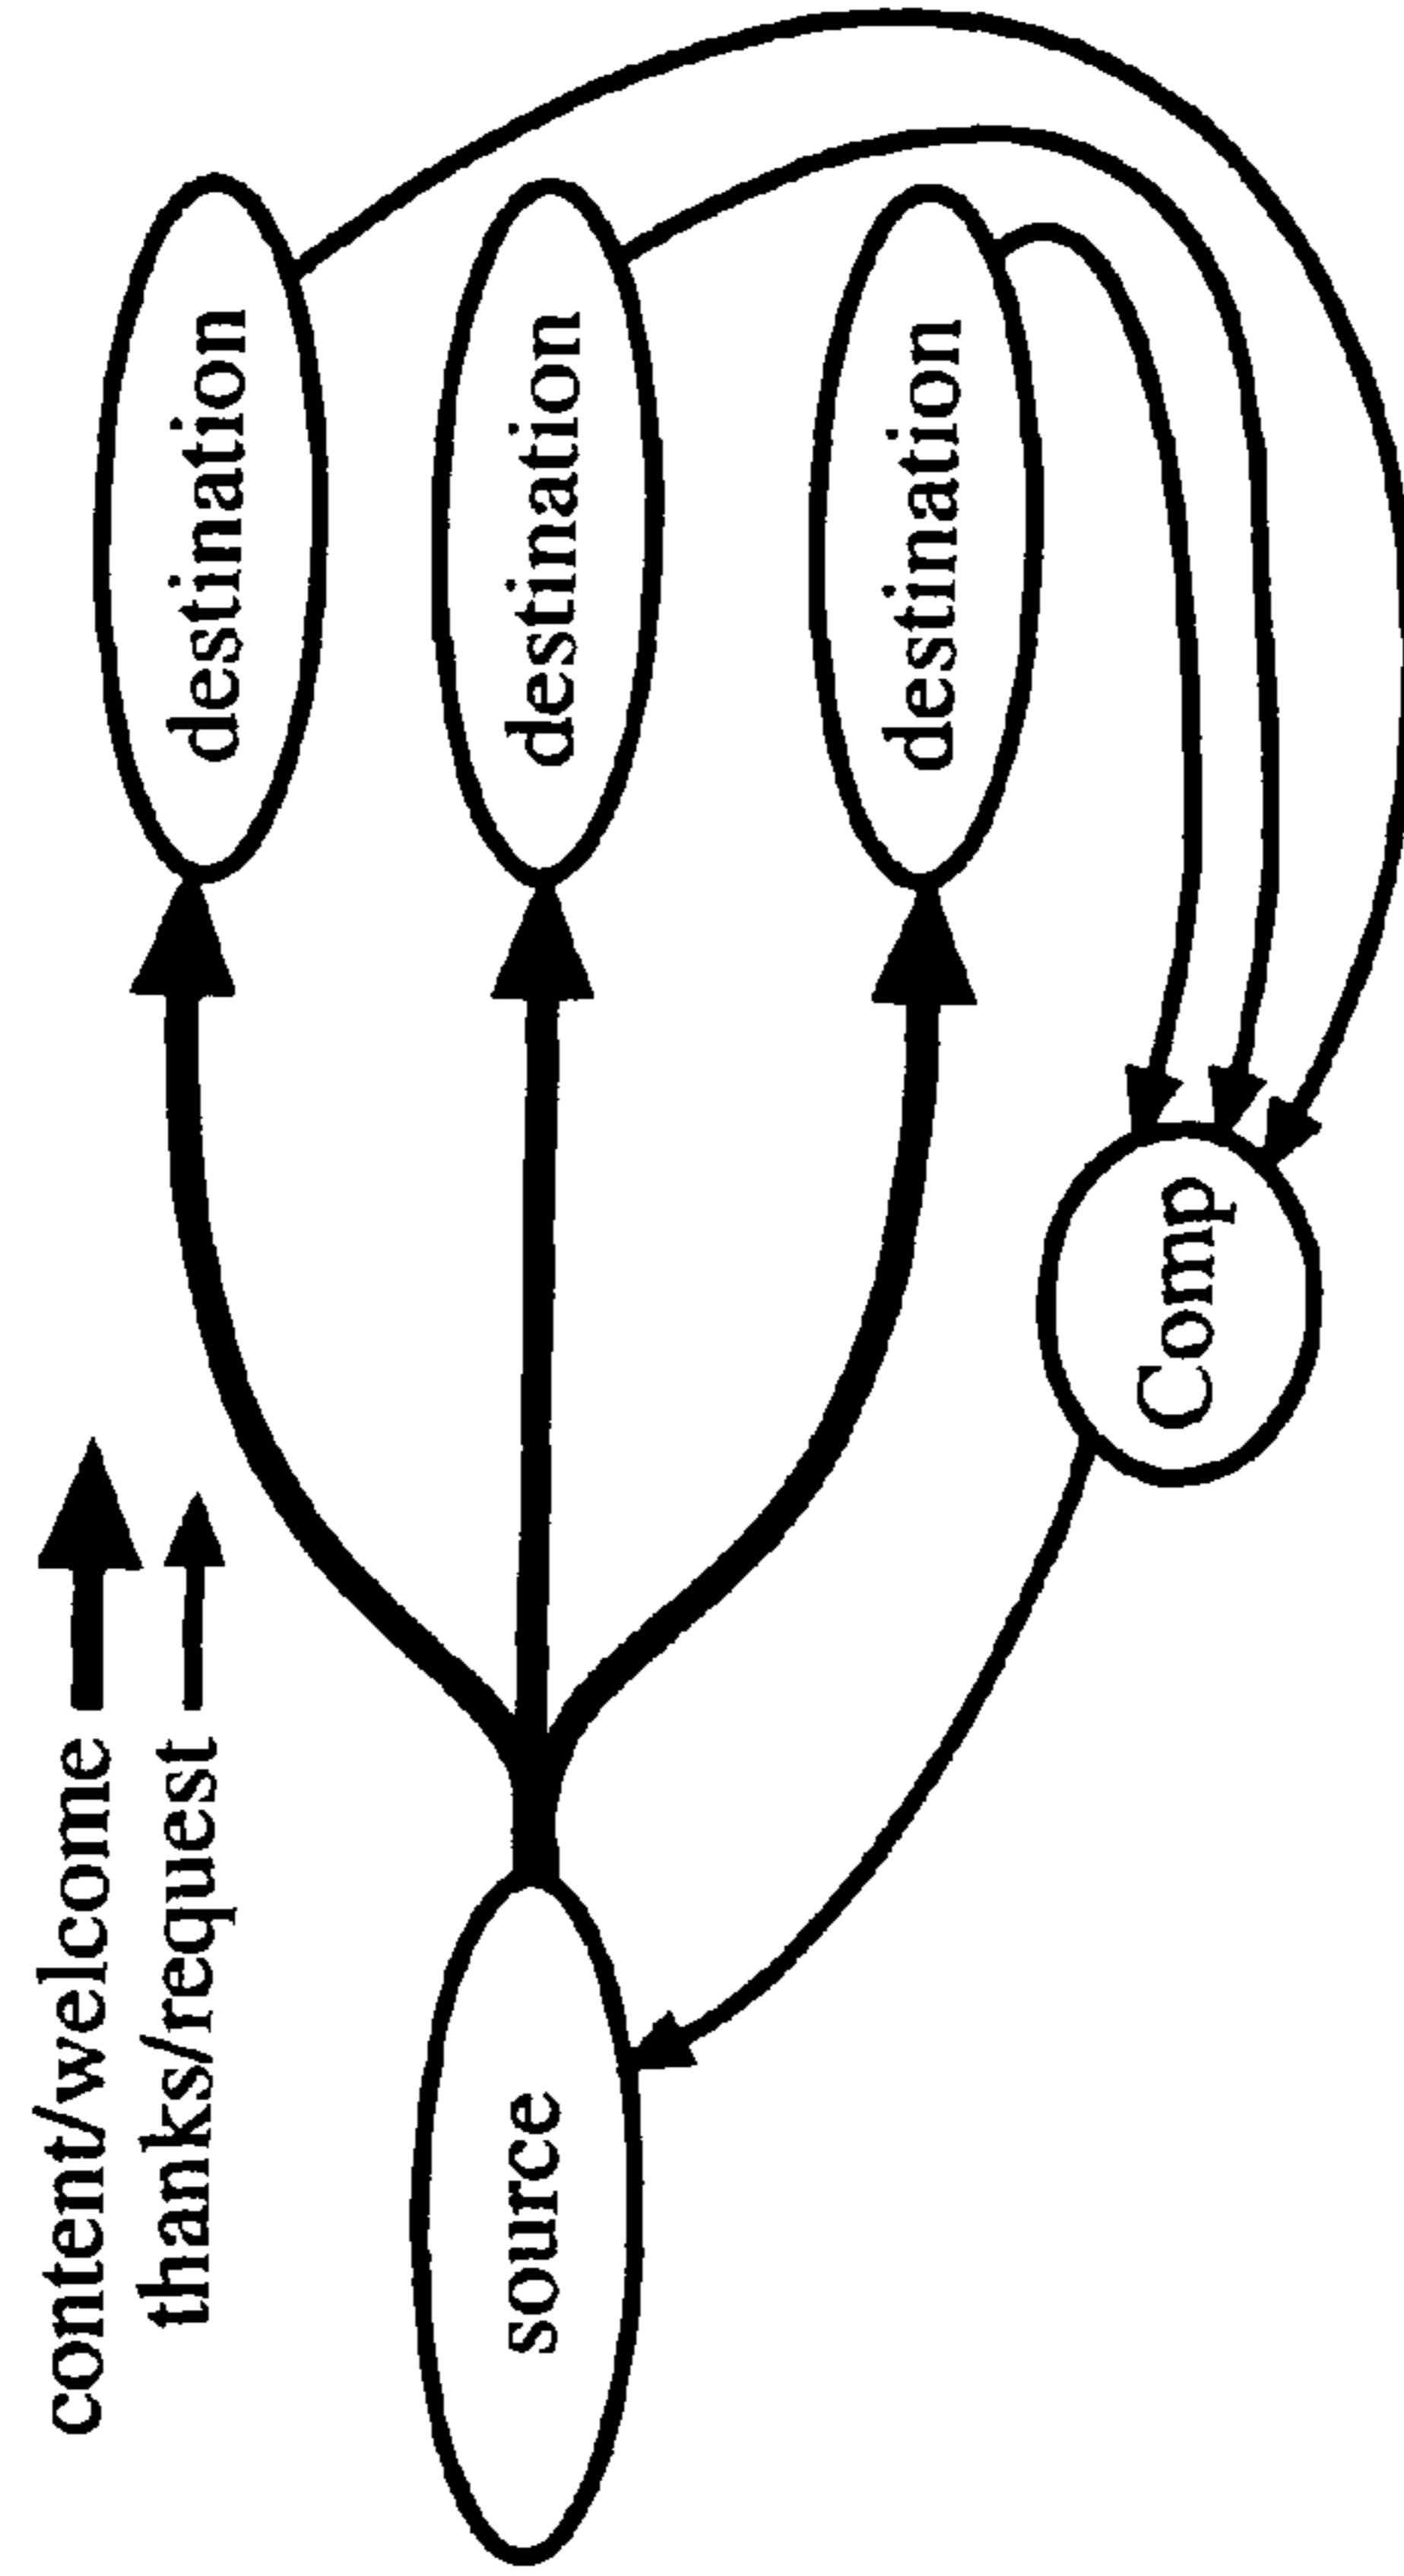 content/welcome
thanks/request
destination
source
destination
destination
Comp